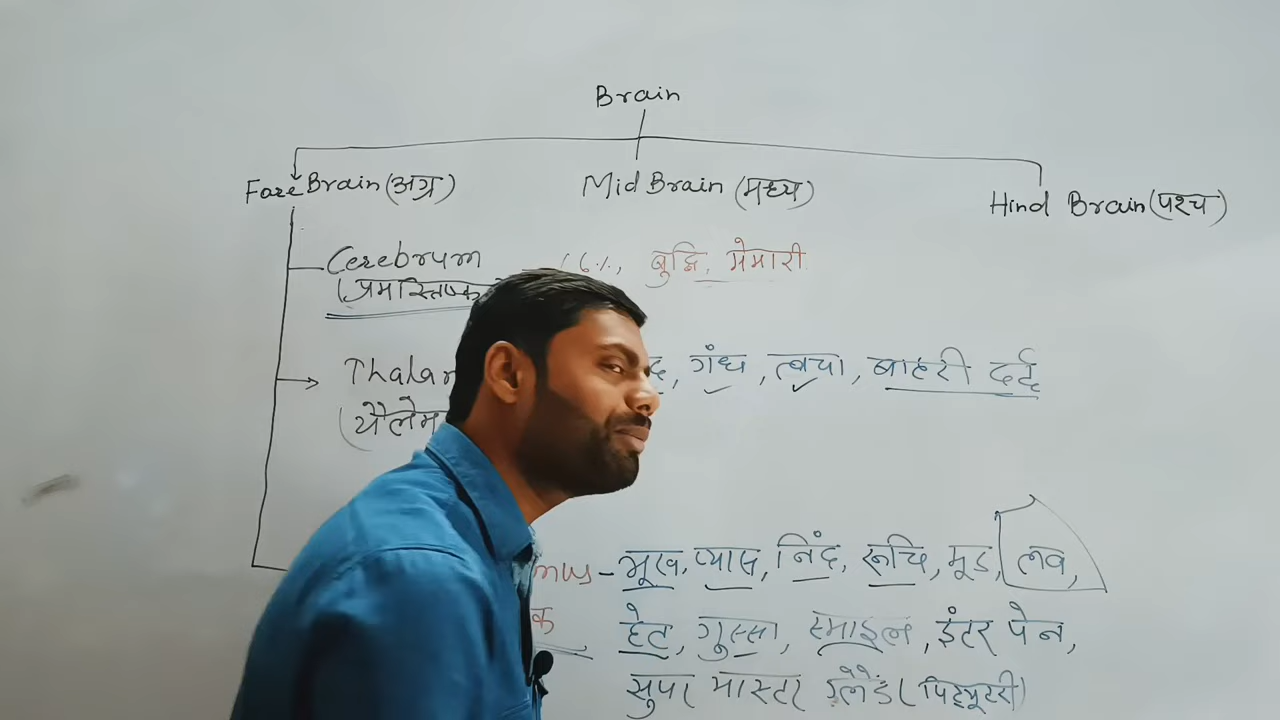 Brain
Fore Brain (अग्र) Mid Brain (मध्य) Hind Brain (पश्च)
Cerebrum बुद्धि, मेमारी
(प्रमस्तिष्क
गंध, त्वचा, बाहरी दर्द
भूख, प्यास, निंद, रूचि, मूड, लव,
हेट, गुस्सा, स्माइल, इंटर पेन,
सुपर मास्टर ग्लैंड (पिट्यूटरी)